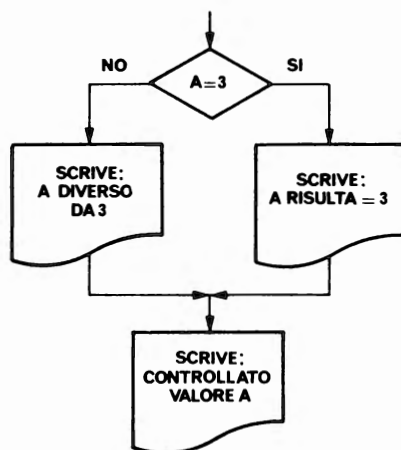 A=3
NO
SI
SCRIVE:
A DIVERSO
DA 3
SCRIVE:
A RISULTA = 3
SCRIVE:
CONTROLLATO
VALORE A